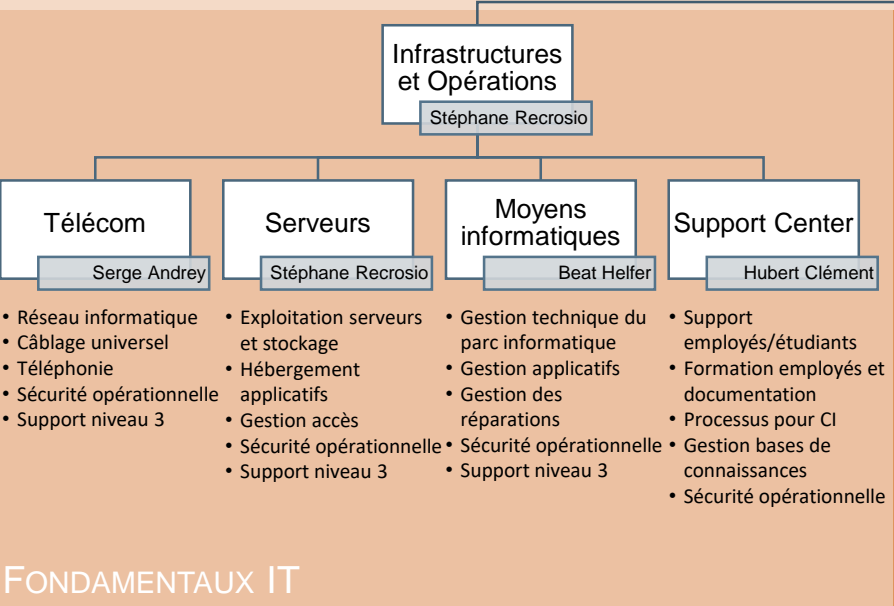 Infrastructures
et Opérations
Stéphane Recrosio
Télécom
Serge Andrey
• Réseau informatique
• Câblage universel
• Téléphonie
• Sécurité opérationnelle
• Support niveau 3
Serveurs
Stéphane Recrosio
• Exploitation serveurs
et stockage
• Hébergement
applicatifs
• Gestion accès
• Sécurité opérationnelle
• Support niveau 3
Moyens
informatiques
Beat Helfer
• Gestion technique du
parc informatique
• Gestion applicatifs
• Gestion des
réparations
• Sécurité opérationnelle
• Support niveau 3
Support Center
Hubert Clément
• Support
employés/étudiants
• Formation employés et
documentation
• Processus pour CI
• Gestion bases de
connaissances
• Sécurité opérationnelle
FONDAMENTAUX IT